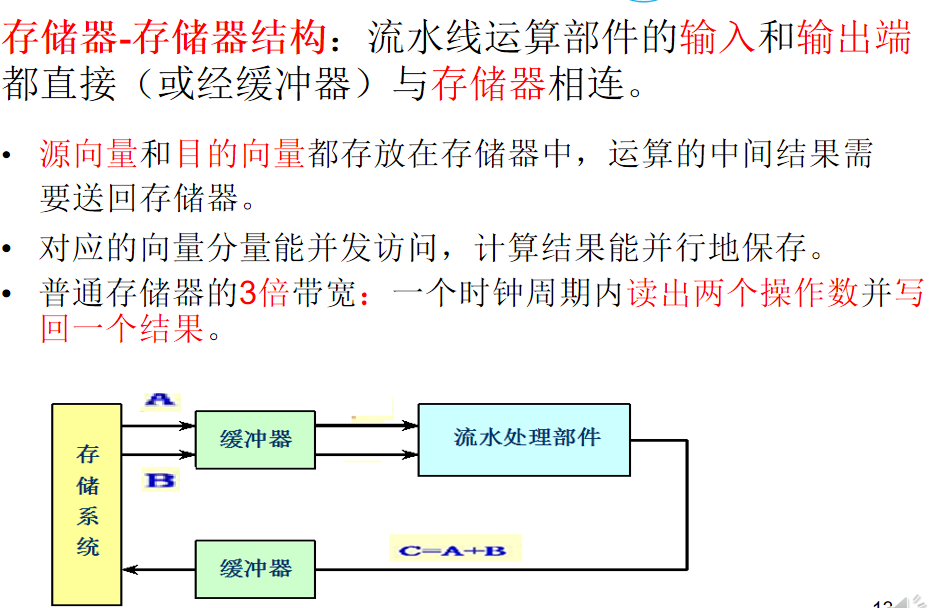 存储器-存储器结构：流水线运算部件的输入和输出端
都直接（或经缓冲器）与存储器相连。
• 源向量和目的向量都存放在存储器中，运算的中间结果需
要送回存储器。
• 对应的向量分量能并发访问，计算结果能并行地保存。
• 普通存储器的3倍带宽：一个时钟周期内读出两个操作数并写
回一个结果。
A
缓冲器
流水处理部件
存
储
系
统
B
C=A+B
缓冲器